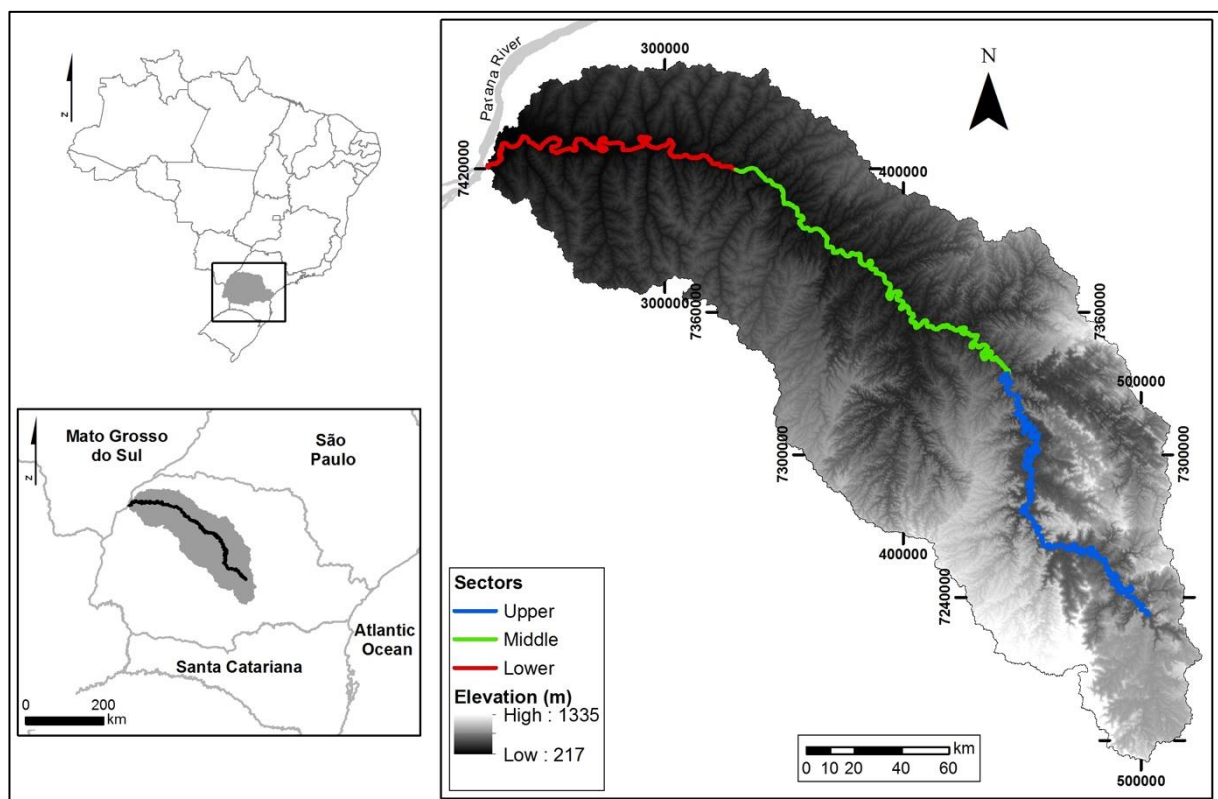 N
Mato Grosso
do Sul
São
Paulo
Atlantic
Ocean
Santa Catariana
0
200
km
Parana River
N
300000
7420000
400000
300000
7360000
7360000
500000
7300000
7300000
400000
7240000
500000
Sectors
Upper
Middle
Lower
Elevation (m)
High : 1335
Low : 217
km
0 10 20 40 60
N